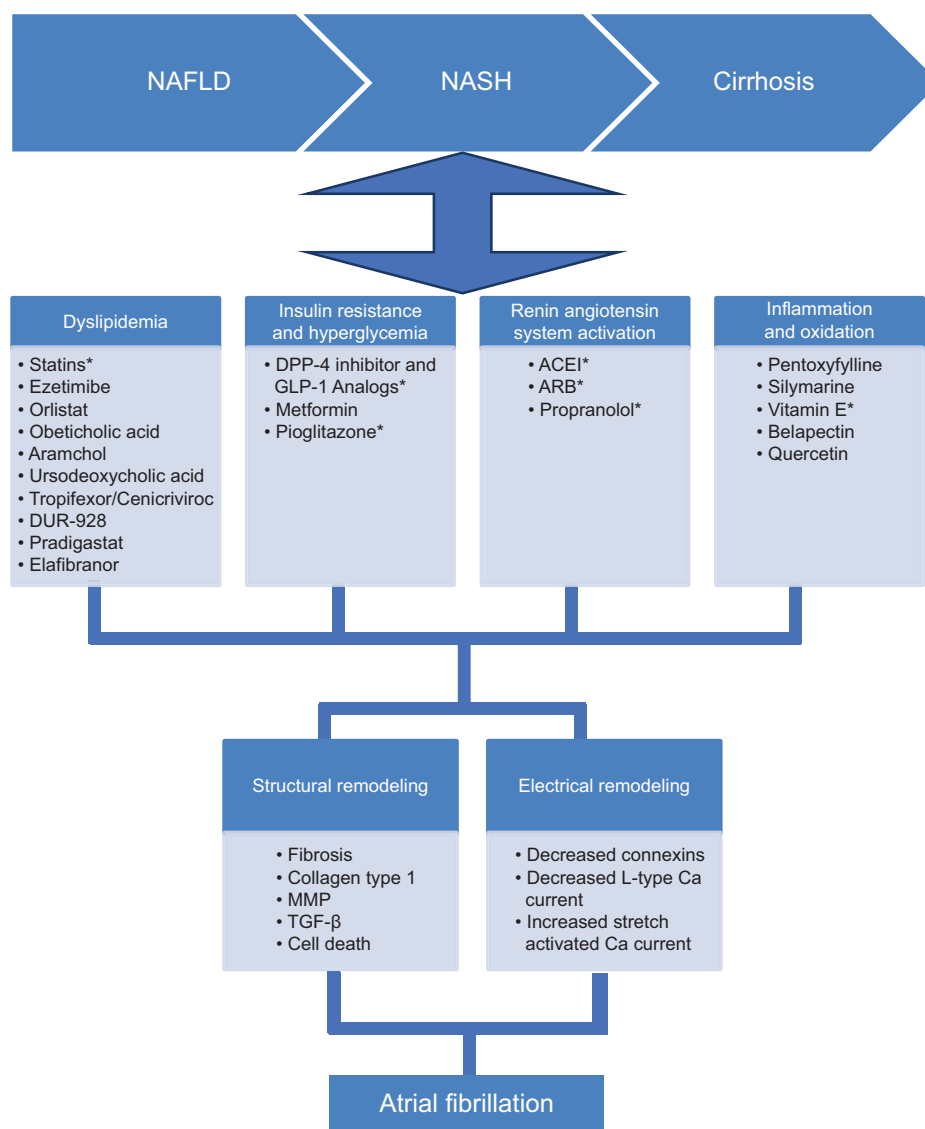 NAFLD
NASH
Cirrhosis
Dyslipidemia
• Statins*
• Ezetimibe
• Orlistat
• Obeticholic acid
• Aramchol
• Ursodeoxycholic acid
• Tropifexor/Cenicriviroc
• DUR-928
• Pradigastat
• Elafibranor
Insulin resistance
and hyperglycemia
• DPP-4 inhibitor and
GLP-1 Analogs*
• Metformin
• Pioglitazone*
Renin angiotensin
system activation
• ACEI*
• ARB*
• Propranolol*
Inflammation
and oxidation
• Pentoxyfylline
• Silymarine
• Vitamin E*
• Belapectin
• Quercetin
Structural remodeling
• Fibrosis
• Collagen type 1
• MMP
• TGF-β
• Cell death
Electrical remodeling
• Decreased connexins
• Decreased L-type Ca
current
• Increased stretch
activated Ca current
Atrial fibrillation